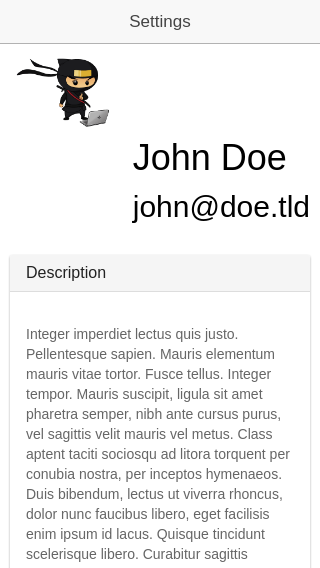 Settings
John Doe
john@doe.tld
Description
Integer imperdiet lectus quis justo.
Pellentesque sapien. Mauris elementum
mauris vitae tortor. Fusce tellus. Integer
tempor. Mauris suscipit, ligula sit amet
pharetra semper, nibh ante cursus purus,
vel sagittis velit mauris vel metus. Class
aptent taciti sociosqu ad litora torquent per
conubia nostra, per inceptos hymenaeos.
Duis bibendum, lectus ut viverra rhoncus,
dolor nunc faucibus libero, eget facilisis
enim ipsum id lacus. Quisque tincidunt
scelerisque libero. Curabitur sagittis